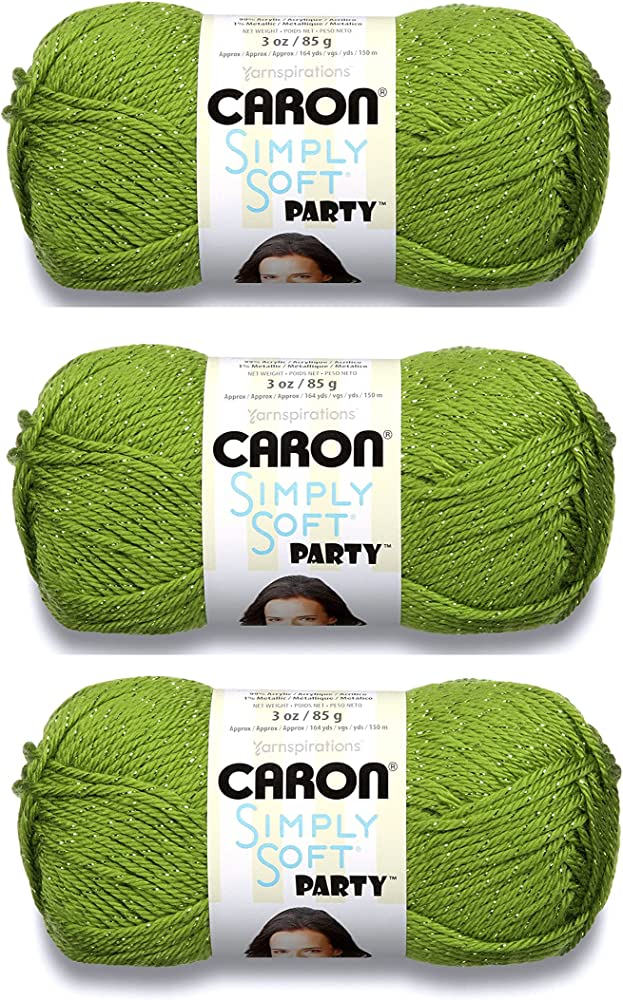 99% Acrylic / Acrylique / Acrílico
1% Metallic / Métallique / Metálico
NET WEIGHT • POIDS NET • PESO NETO
3 oz / 85 g
Approx / Approx / Approx / 164 yds / vgs / yds / 150 m
Yarnspirations™
CARON®
SIMPLY
SOFT®
PARTY™
99% Acrylic / Acrylique / Acrílico
1% Metallic / Métallique / Metálico
NET WEIGHT • POIDS NET • PESO NETO
3 oz / 85 g
Approx / Approx / Approx / 164 yds / vgs / yds / 150 m
Yarnspirations™
CARON®
SIMPLY
SOFT®
PARTY™
99% Acrylic / Acrylique / Acrílico
1% Metallic / Métallique / Metálico
NET WEIGHT • POIDS NET • PESO NETO
3 oz / 85 g
Approx / Approx / Approx / 164 yds / vgs / yds / 150 m
Yarnspirations™
CARON®
SIMPLY
SOFT®
PARTY™